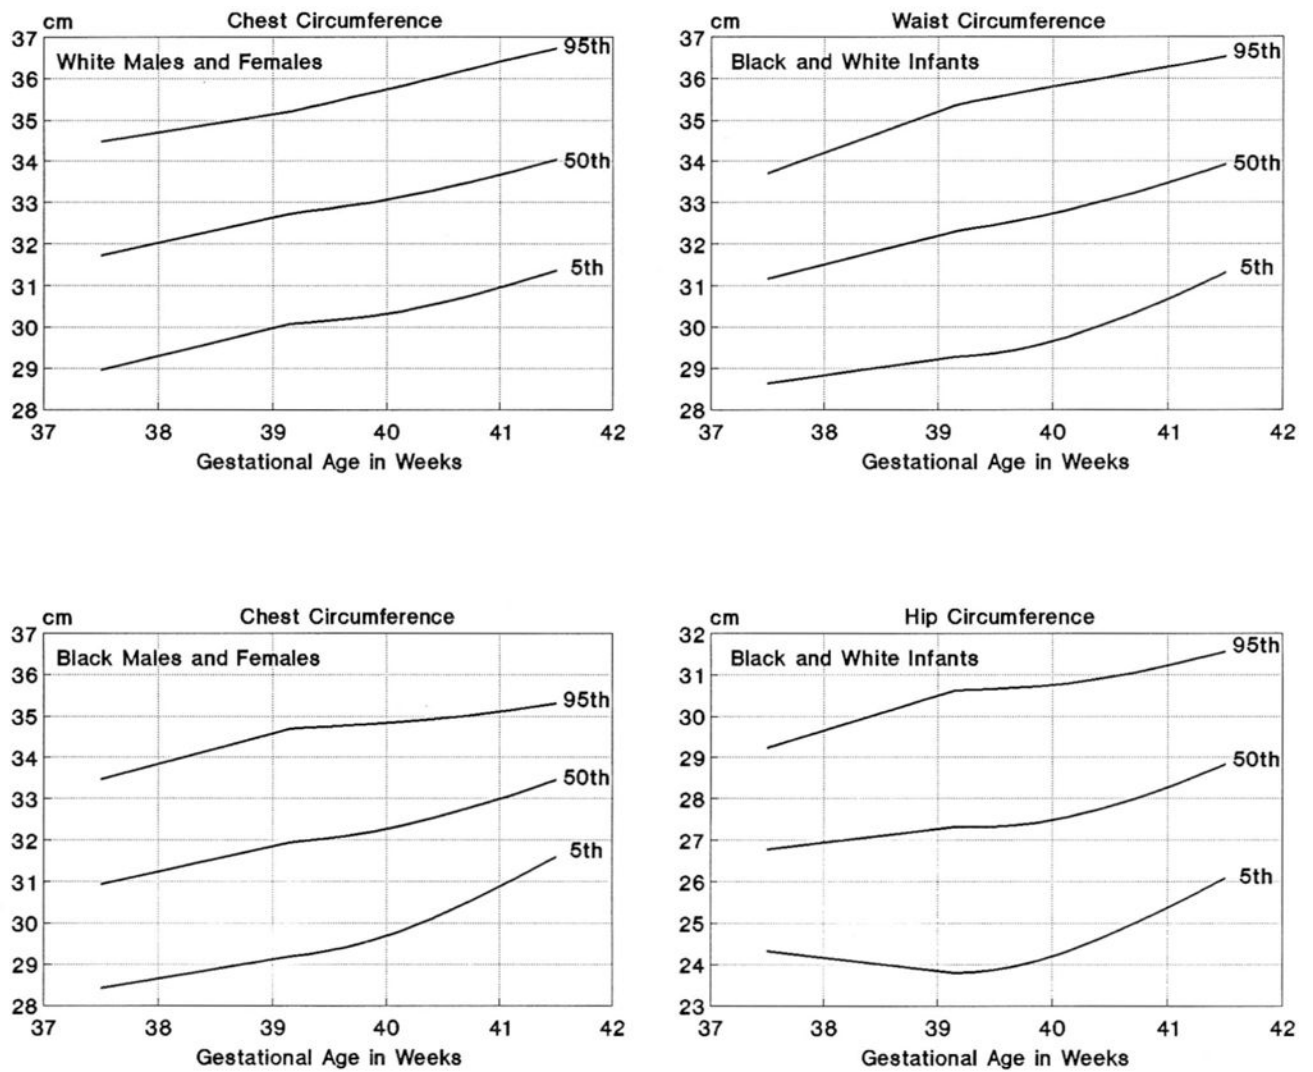 cm Chest Circumference
37
White Males and Females
95th
36
35
34
50th
33
32
31
5th
30
29
28
37 38 39 40 41 42
Gestational Age in Weeks
Waist Circumference
37
Black and White Infants
95th
36
35
34
50th
33
32
31
5th
30
29
28
37 38 39 40 41 42
Gestational Age in Weeks
cm Chest Circumference
37
Black Males and Females
36
35
95th
34
33
50th
32
31
5th
30
29
28
37 38 39 40 41 42
Gestational Age in Weeks
cm Hip Circumference
32
95th
Black and White Infants
31
30
29
50th
28
27
26
5th
25
24
23
37 38 39 40 41 42
Gestational Age in Weeks